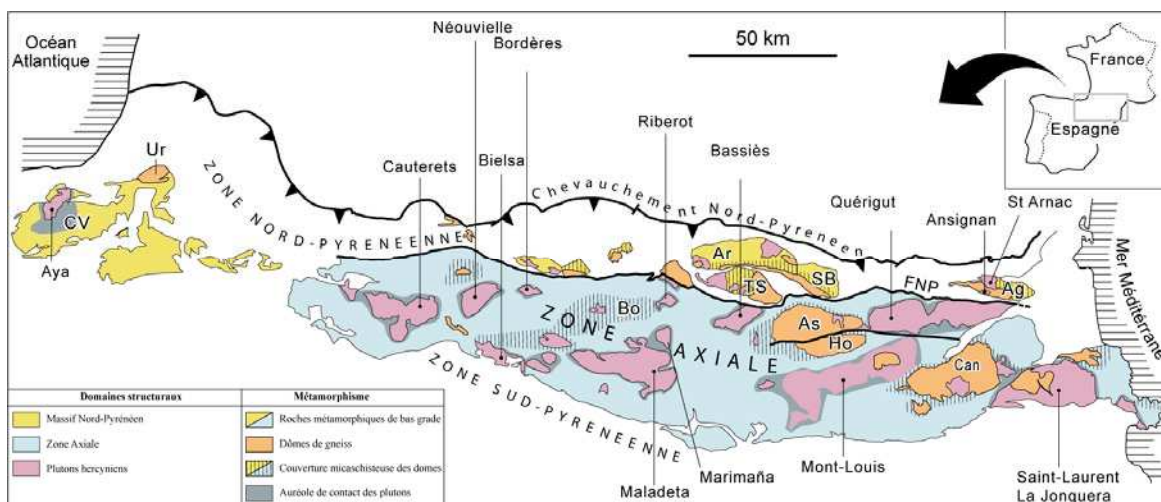 Océan
Atlantique
Néouvielle
Bordères
50 km
France
Espagne
Riberot
Bassiès
Ur
Cauterets
Bielsa
Chevauchement Nord-Pyreneen
ZONE NORD-PYRENEENNE
Quérigut
Ansignan
St Arnac
CV
Aya
Ar
SB
TS
FNP
Ag
Mer Méditérrane
Bo
ZONE AXIALE
As
Ho
Can
ZONE SUD-PYRENEENNE
Marimaña
Maladeta
Mont-Louis
Saint-Laurent
La Jonquera
Domaines structuraux
Massif Nord-Pyrénéen
Zone Axiale
Plutons hercyniens
Métamorphisme
Roches métamorphiques de bas grade
Dômes de gneiss
Couverture micaschisteuse des domes
Auréole de contact des plutons